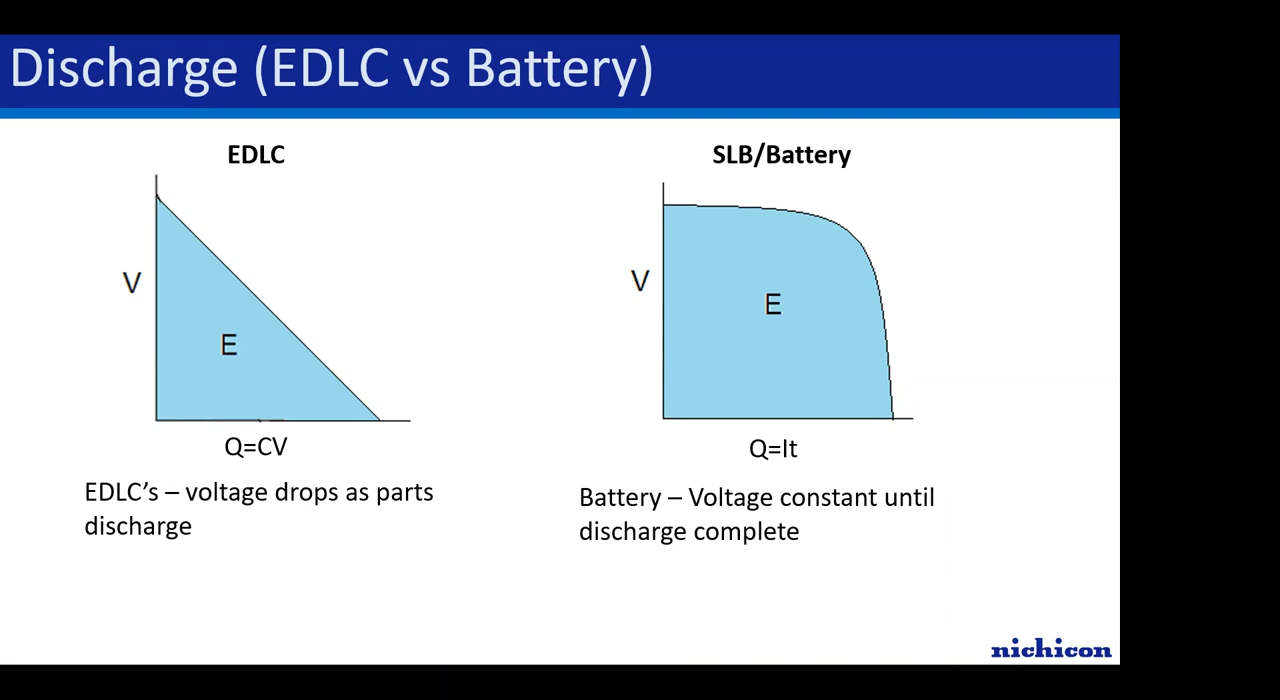 Discharge (EDLC vs Battery)
EDLC
V
E
Q=CV
EDLC’s – voltage drops as parts
discharge
SLB/Battery
V
E
Q=It
Battery – Voltage constant until
discharge complete
nichicon